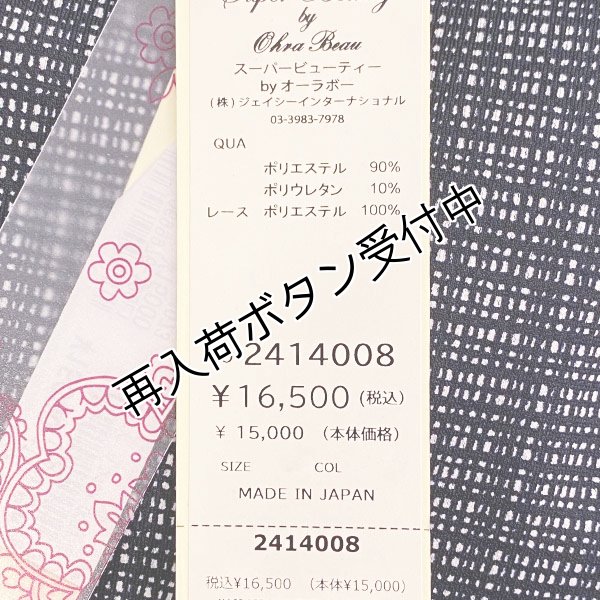 Super Beauty
by
Ohra Beau
スーパービューティー
by オーラボー
(株)ジェイシーインターナショナル
03-3983-7978
QUA
ポリエステル 90%
ポリウレタン 10%
レース ポリエステル 100%
再入荷ボタン受付中
2414008
¥16,500(税込)
¥ 15,000 (本体価格)
SIZE COL
MADE IN JAPAN
2414008
税込¥16,500 (本体¥15,000)